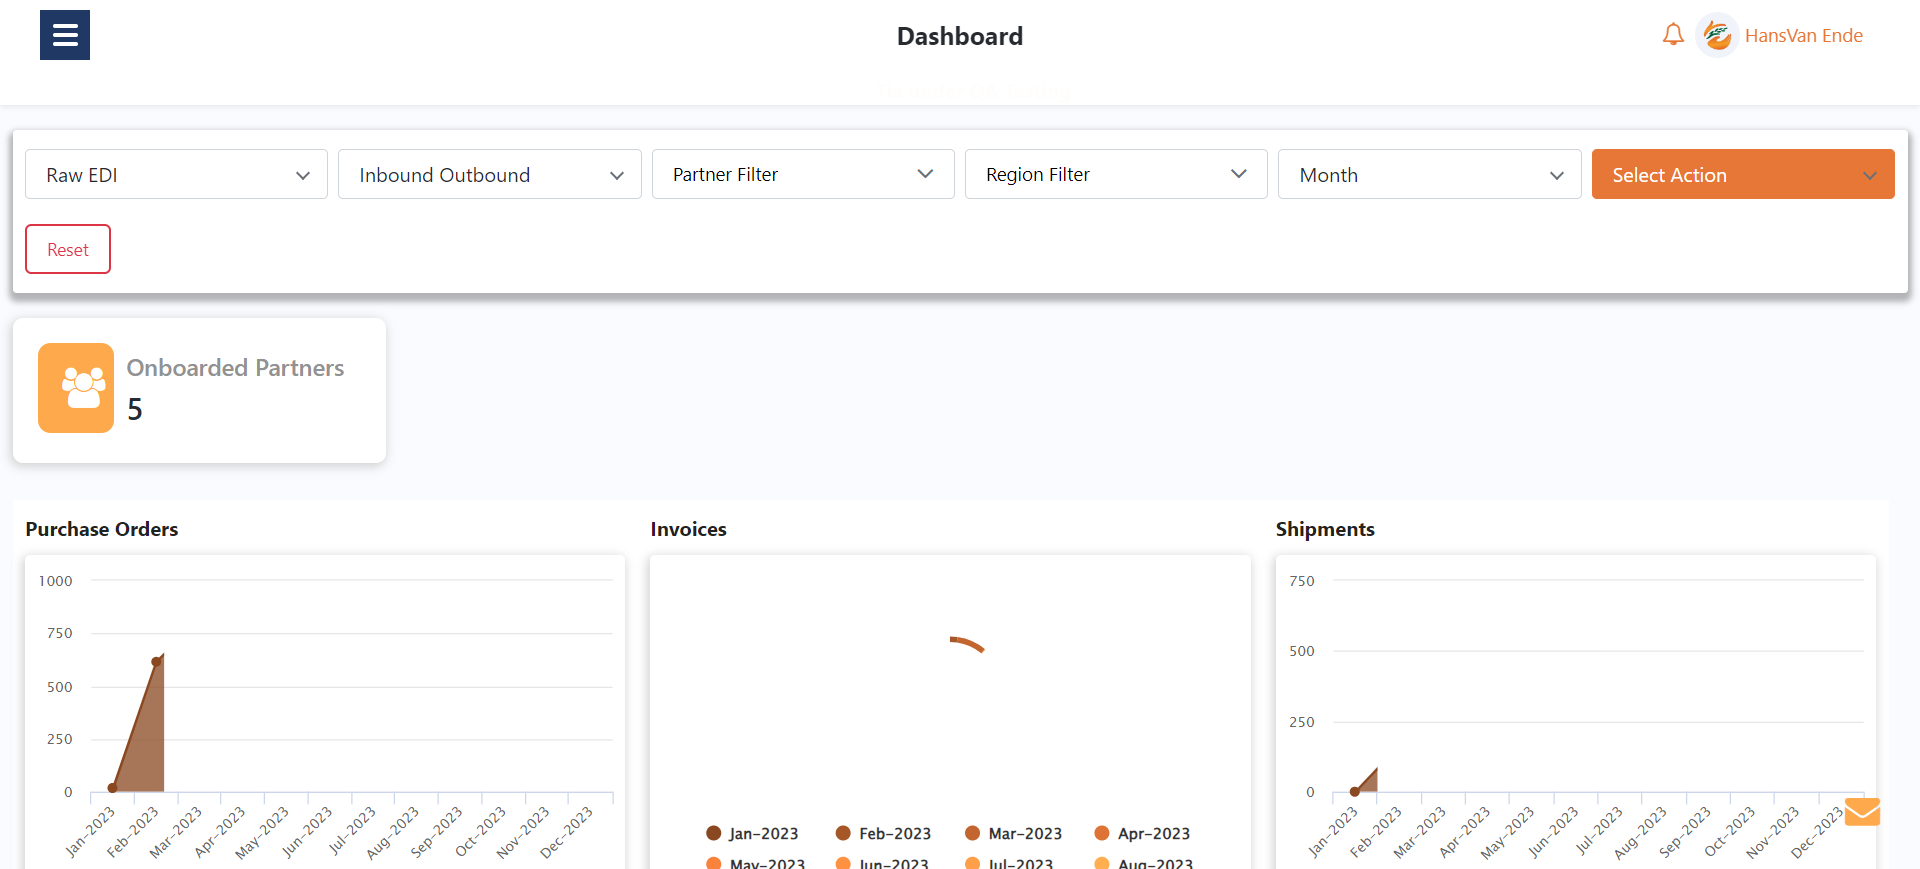 Dashboard
HansVan Ende
Raw EDI
Inbound Outbound
Partner Filter
Region Filter
Month
Select Action
Reset
Onboarded Partners
5
Purchase Orders
1000
750
500
250
0
Jan-2023
Feb-2023
Mar-2023
Apr-2023
May-2023
Jun-2023
Jul-2023
Aug-2023
Sep-2023
Oct-2023
Nov-2023
Dec-2023
Invoices
Jan-2023 Feb-2023 Mar-2023 Apr-2023
May-2023 Jun-2023 Jul-2023 Aug-2023
Shipments
750
500
250
0
Jan-2023
Feb-2023
Mar-2023
Apr-2023
May-2023
Jun-2023
Jul-2023
Aug-2023
Sep-2023
Oct-2023
Nov-2023
Dec-2023